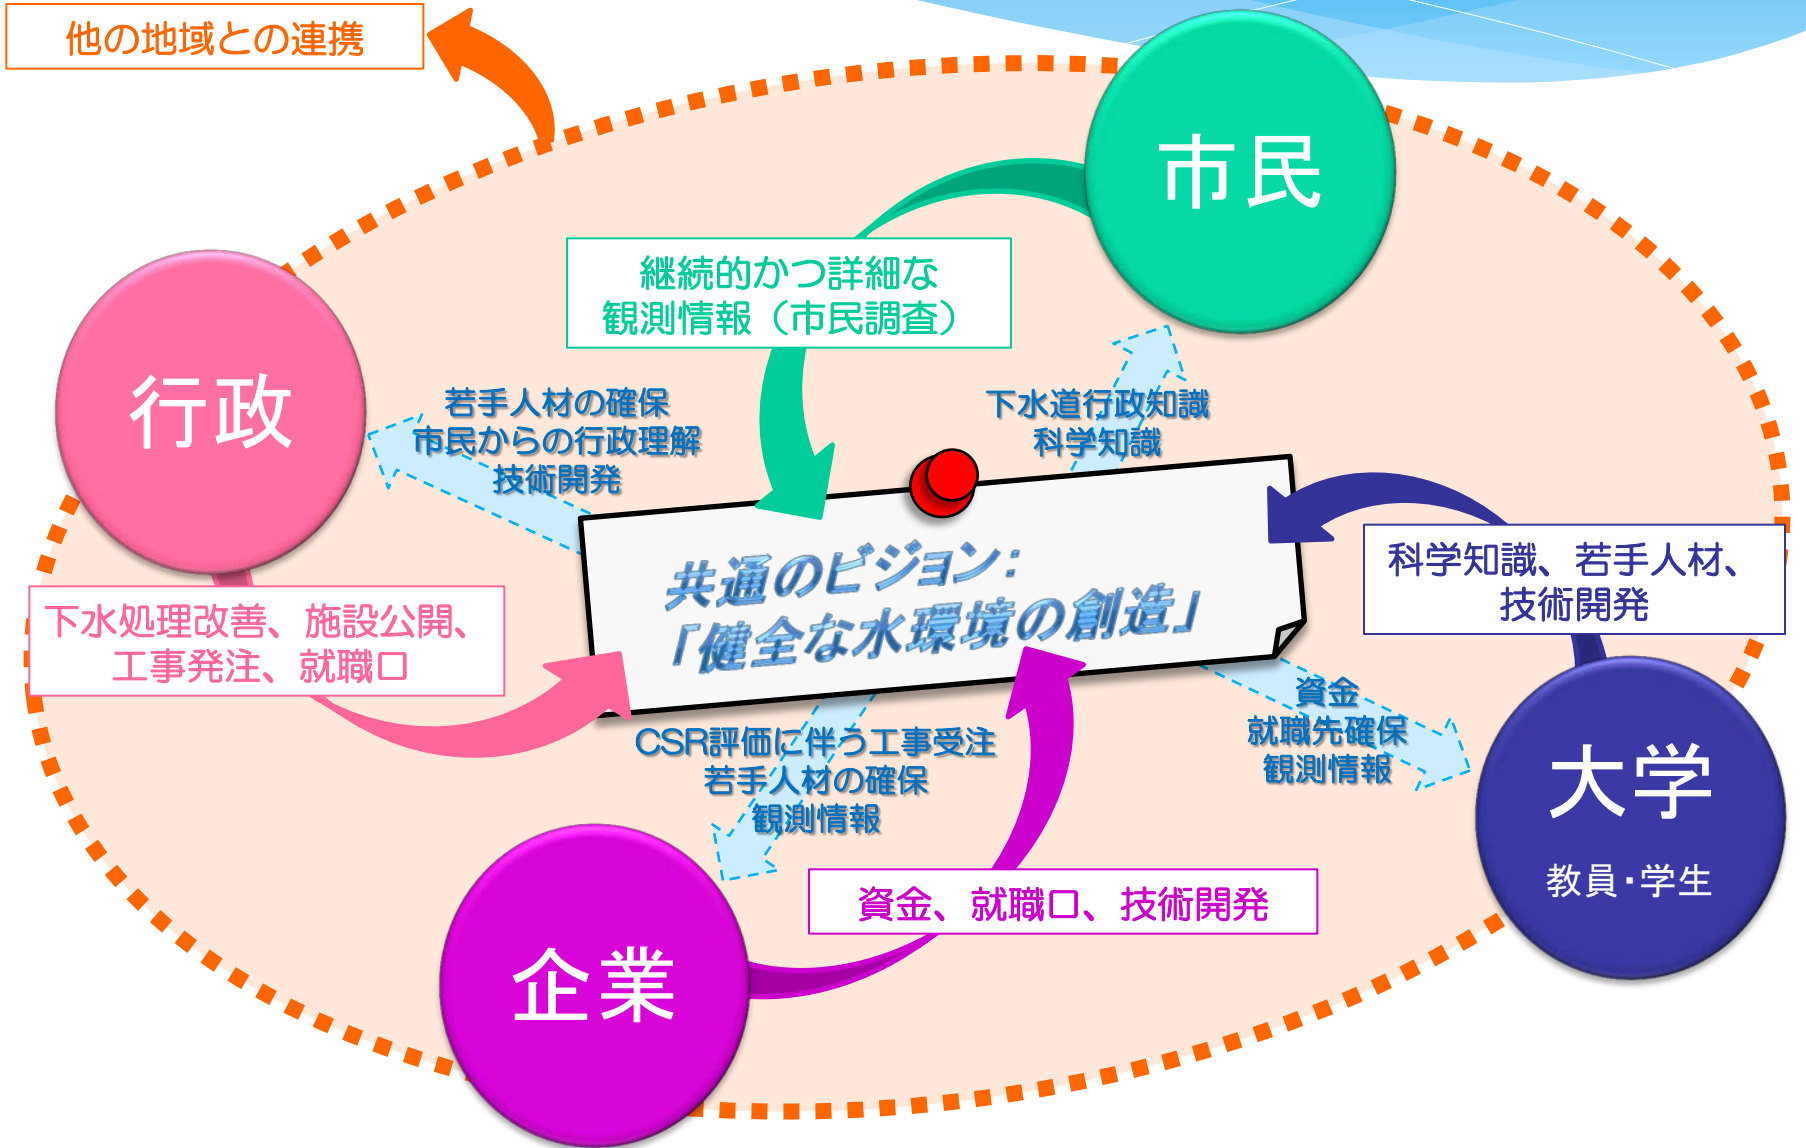 他の地域との連携
市民
継続的かつ詳細な
観測情報（市民調査）
行政
若手人材の確保
市民からの行政理解
技術開発
下水道行政知識
科学知識
共通のビジョン：
「健全な水環境の創造」
科学知識、若手人材、
技術開発
下水処理改善、施設公開、
工事発注、就職口
CSR評価に伴う工事受注
若手人材の確保
観測情報
資金
就職先確保
観測情報
大学
教員・学生
資金、就職口、技術開発
企業